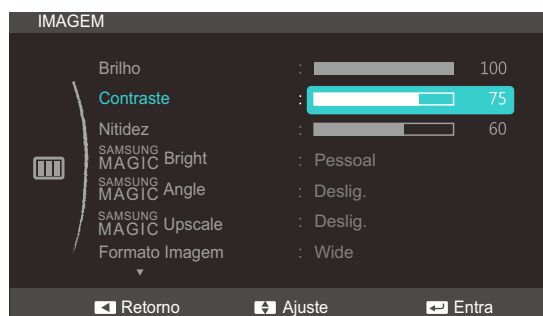 IMAGEM
Brilho : 100
Contraste : 75
Nitidez : 60
SAMSUNG MAGIC Bright : Pessoal
SAMSUNG MAGIC Angle : Deslig.
SAMSUNG MAGIC Upscale : Deslig.
Formato Imagem : Wide
Retorno Ajuste Entra